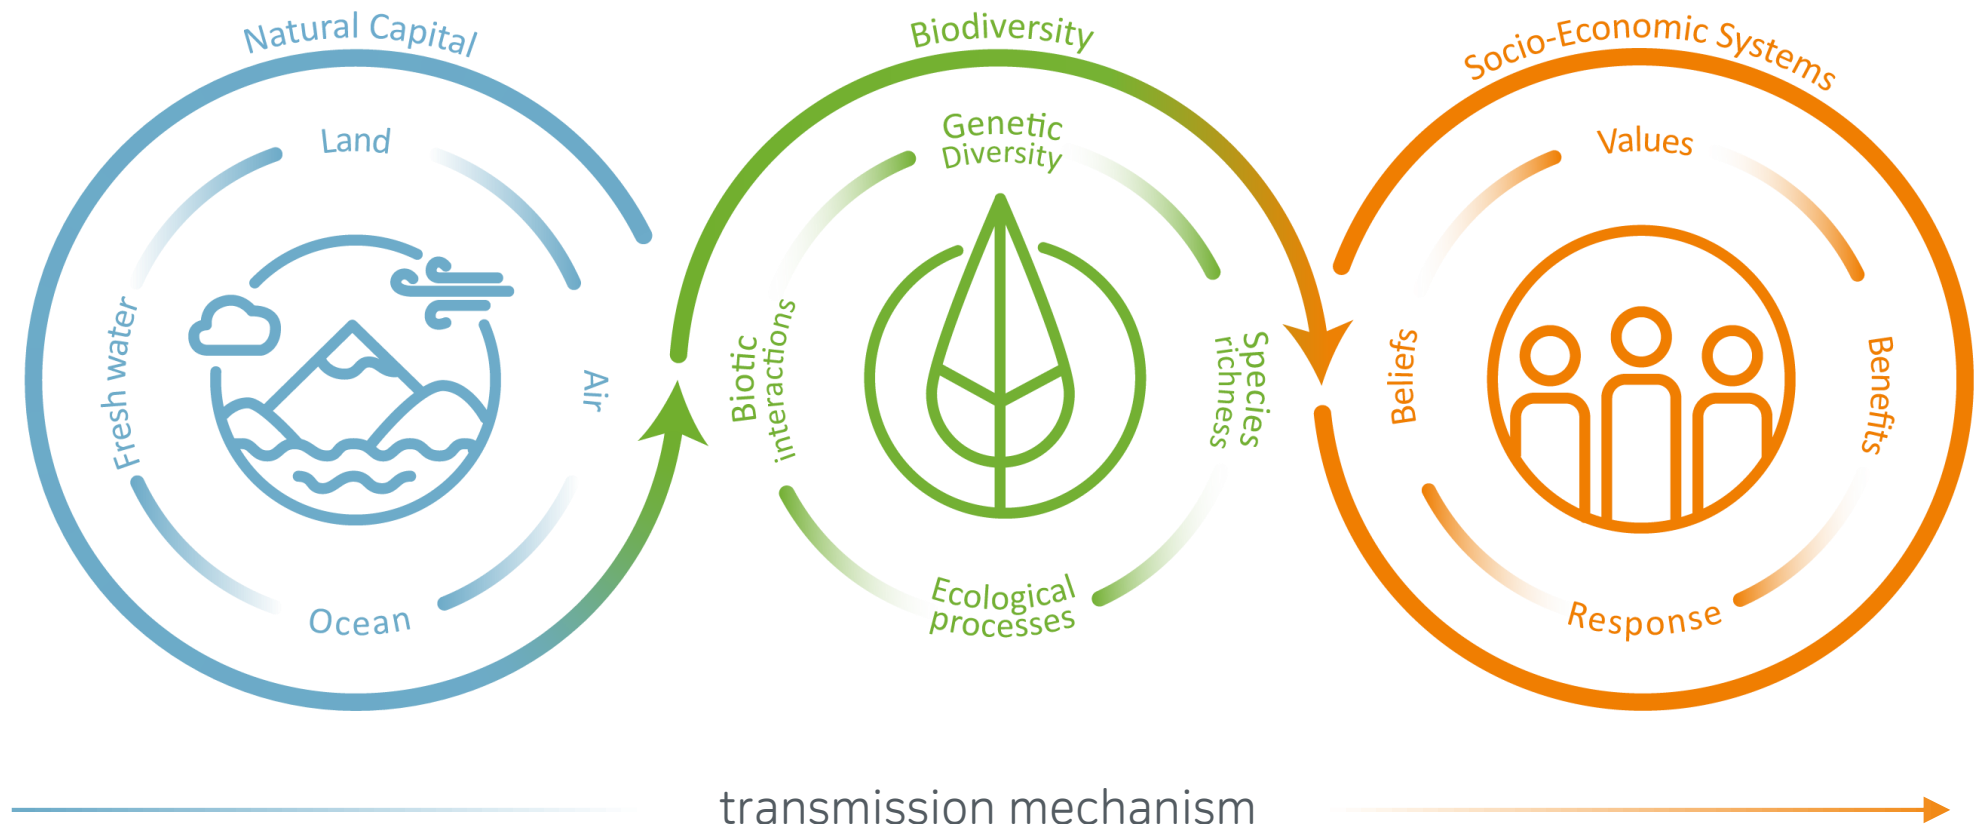 Natural Capital
Land
Air
Ocean
Fresh water
Biodiversity
Genetic
Diversity
Species
richness
Ecological
processes
Biotic
interactions
Socio-Economic Systems
Values
Benefits
Response
Beliefs
transmission mechanism